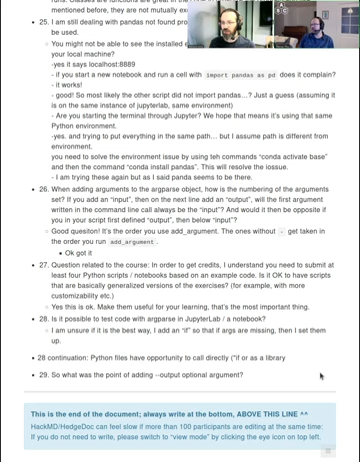 mentioned before, they are not mutually ex
25. I am still dealing with pandas not found pro
be used.
You might not be able to see the installed e
your local machine?
-yes it says localhost:8889
- if you start a new notebook and run a cell with import pandas as pd does it complain?
- it works!
- good! So most likely the other script did not import pandas...? Just a guess (assuming it
is on the same instance of jupyterlab, same environment)
- Are you starting the terminal through Jupyter? We hope that means it's using that same
Python environment.
-yes. and trying to put everything in the same path... but I assume path is different from
environment.
you need to solve the environment issue by using teh commands "conda activate base"
and then the command "conda install pandas". This will resolve the issoue.
- I am trying these again but as I said panda seems to be there.
26. When adding arguments to the argparse object, how is the numbering of the arguments
set? If you add an "input", then on the next line add an "output", will the first argument
written in the command line call always be the "input"? And would it then be opposite if
you in your script first defined "output", then below "input"?
Good quesiton! It's the order you use add_argument. The ones without - get taken in
the order you run add_argument.
Ok got it
27. Question related to the course: In order to get credits, I understand you need to submit at
least four Python scripts / notebooks based on an example code. Is it OK to have scripts
that are basically generalized versions of the exercises? (for example, with more
customizability etc.)
Yes this is ok. Make them useful for your learning, that's the most important thing.
28. Is it possible to test code with argparse in JupyterLab / a notebook?
I am unsure if it is the best way, I add an "if" so that if args are missing, then I set them
up.
28 continuation: Python files have opportunity to call directly ("if or as a library
29. So what was the point of adding --output optional argument?
This is the end of the document; always write at the bottom, ABOVE THIS LINE ^^
HackMD/HedgeDoc can feel slow if more than 100 participants are editing at the same time:
If you do not need to write, please switch to "view mode" by clicking the eye icon on top left.